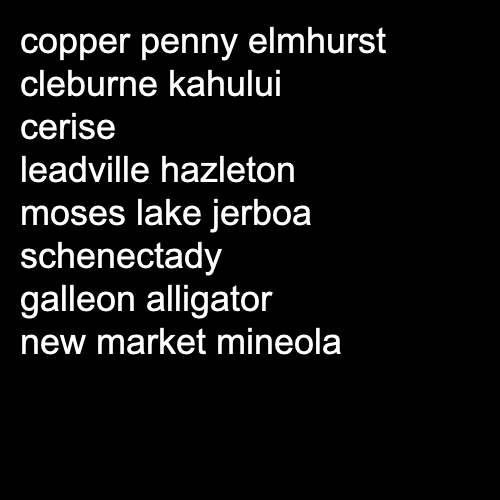 copper penny elmhurst
cleburne kahului
cerise
leadville hazleton
moses lake jerboa
schenectady
galleon alligator
new market mineola